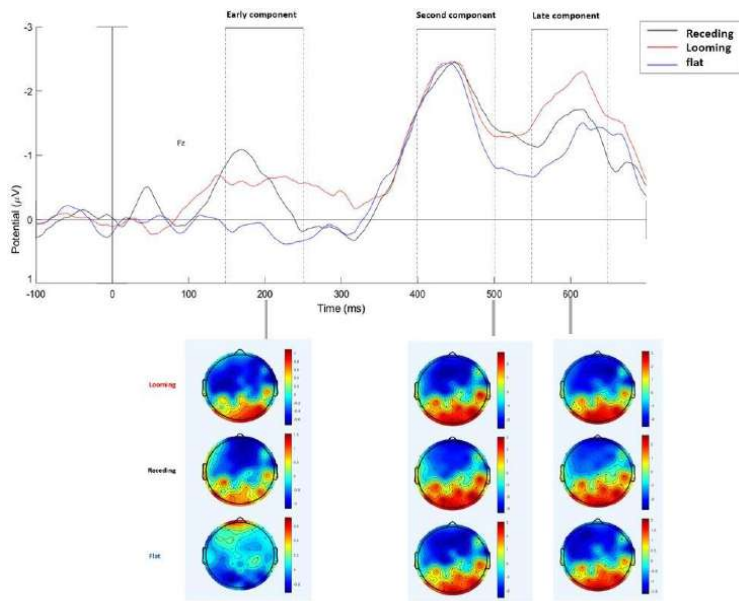 Early component
Second component
Late component
Receding
Looming
flat
-3
-2
-1
0
1
Potential (µV)
Fz
-100
0
100
200
300
400
500
600
Time (ms)
Looming
Receding
Flat